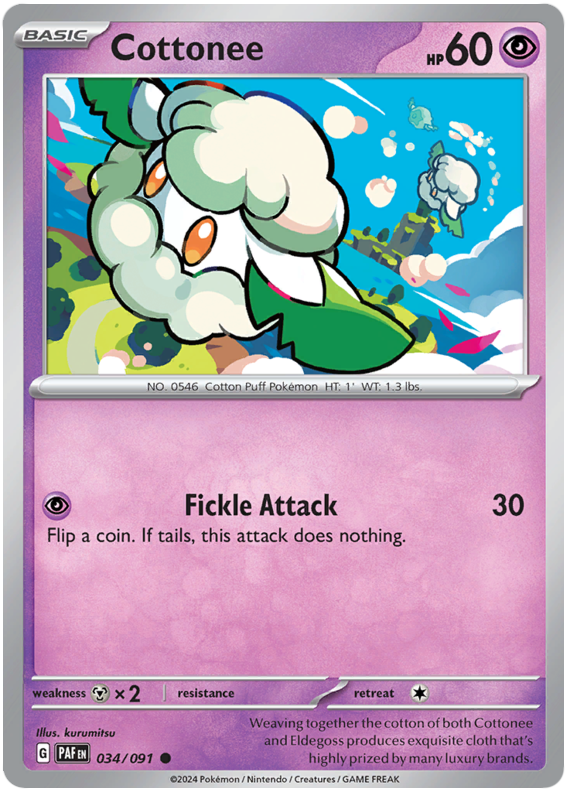 BASIC
Cottonee
HP 60
NO. 0546 Cotton Puff Pokémon HT: 1' WT: 1.3 lbs.
Fickle Attack 30
Flip a coin. If tails, this attack does nothing.
weakness ×2 resistance retreat
Illus. kurumitsu
Weaving together the cotton of both Cottonee
and Eldegoss produces exquisite cloth that's
highly prized by many luxury brands.
G PAF EN 034/091
©2024 Pokémon / Nintendo / Creatures / GAME FREAK